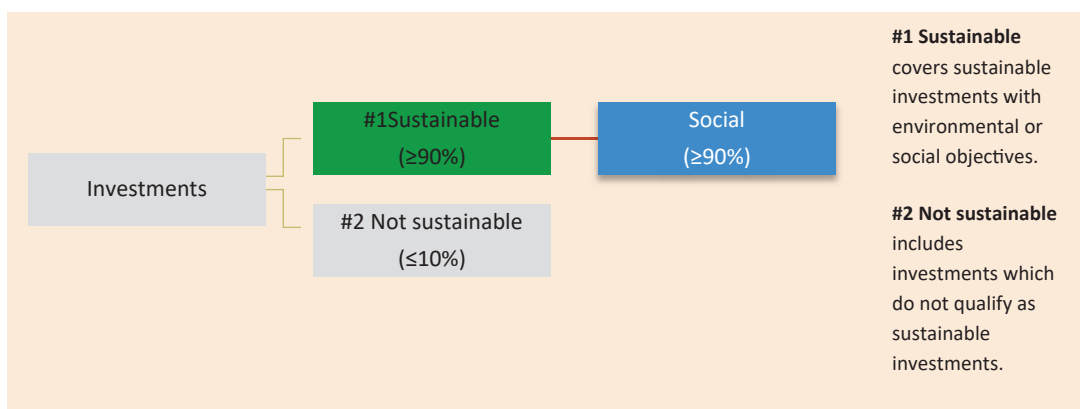 Investments
#1Sustainable
(≥90%)
Social
(≥90%)
#2 Not sustainable
(≤10%)
#1 Sustainable
covers sustainable
investments with
environmental or
social objectives.
#2 Not sustainable
includes
investments which
do not qualify as
sustainable
investments.